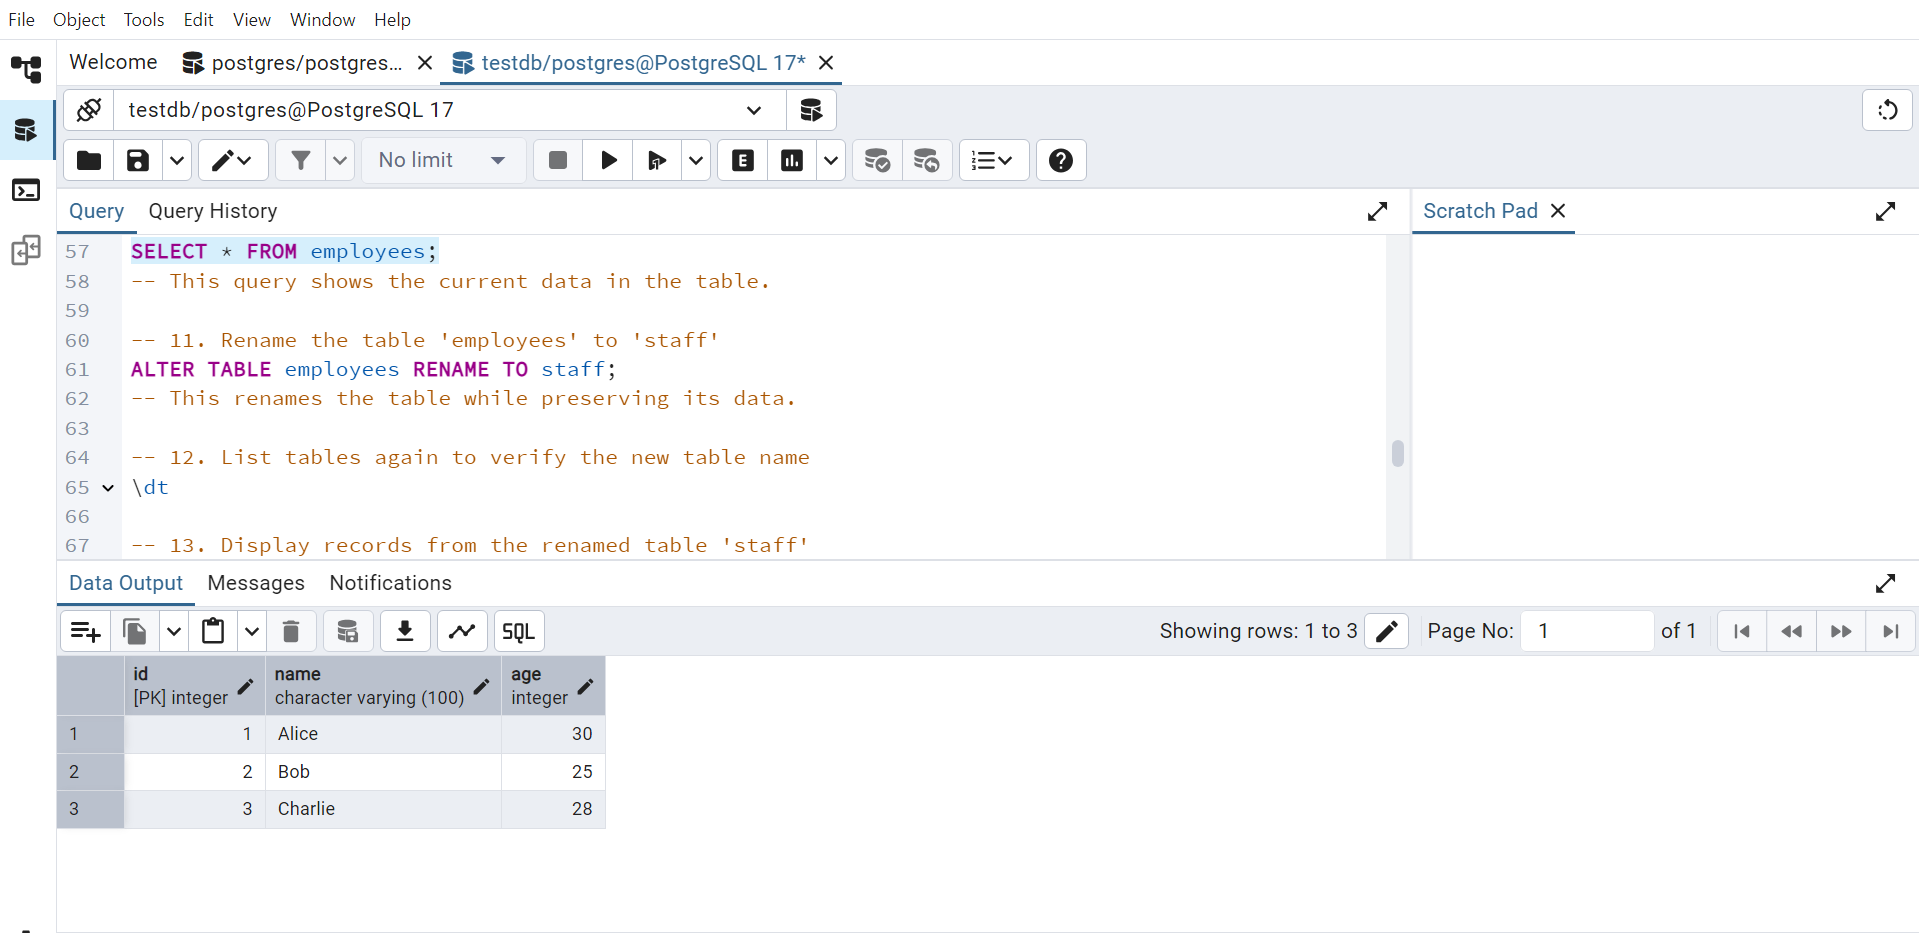 File Object Tools Edit View Window Help
Welcome postgres/postgres... testdb/postgres@PostgreSQL 17*
testdb/postgres@PostgreSQL 17
No limit E
Query Query History Scratch Pad
57 SELECT * FROM employees;
58 -- This query shows the current data in the table.
59
60 -- 11. Rename the table 'employees' to 'staff'
61 ALTER TABLE employees RENAME TO staff;
62 -- This renames the table while preserving its data.
63
64 -- 12. List tables again to verify the new table name
65 \dt
66
67 -- 13. Display records from the renamed table 'staff'
Data Output Messages Notifications
SQL Showing rows: 1 to 3 Page No: 1 of 1
id name age
[PK] integer character varying (100) integer
1 1 Alice 30
2 2 Bob 25
3 3 Charlie 28